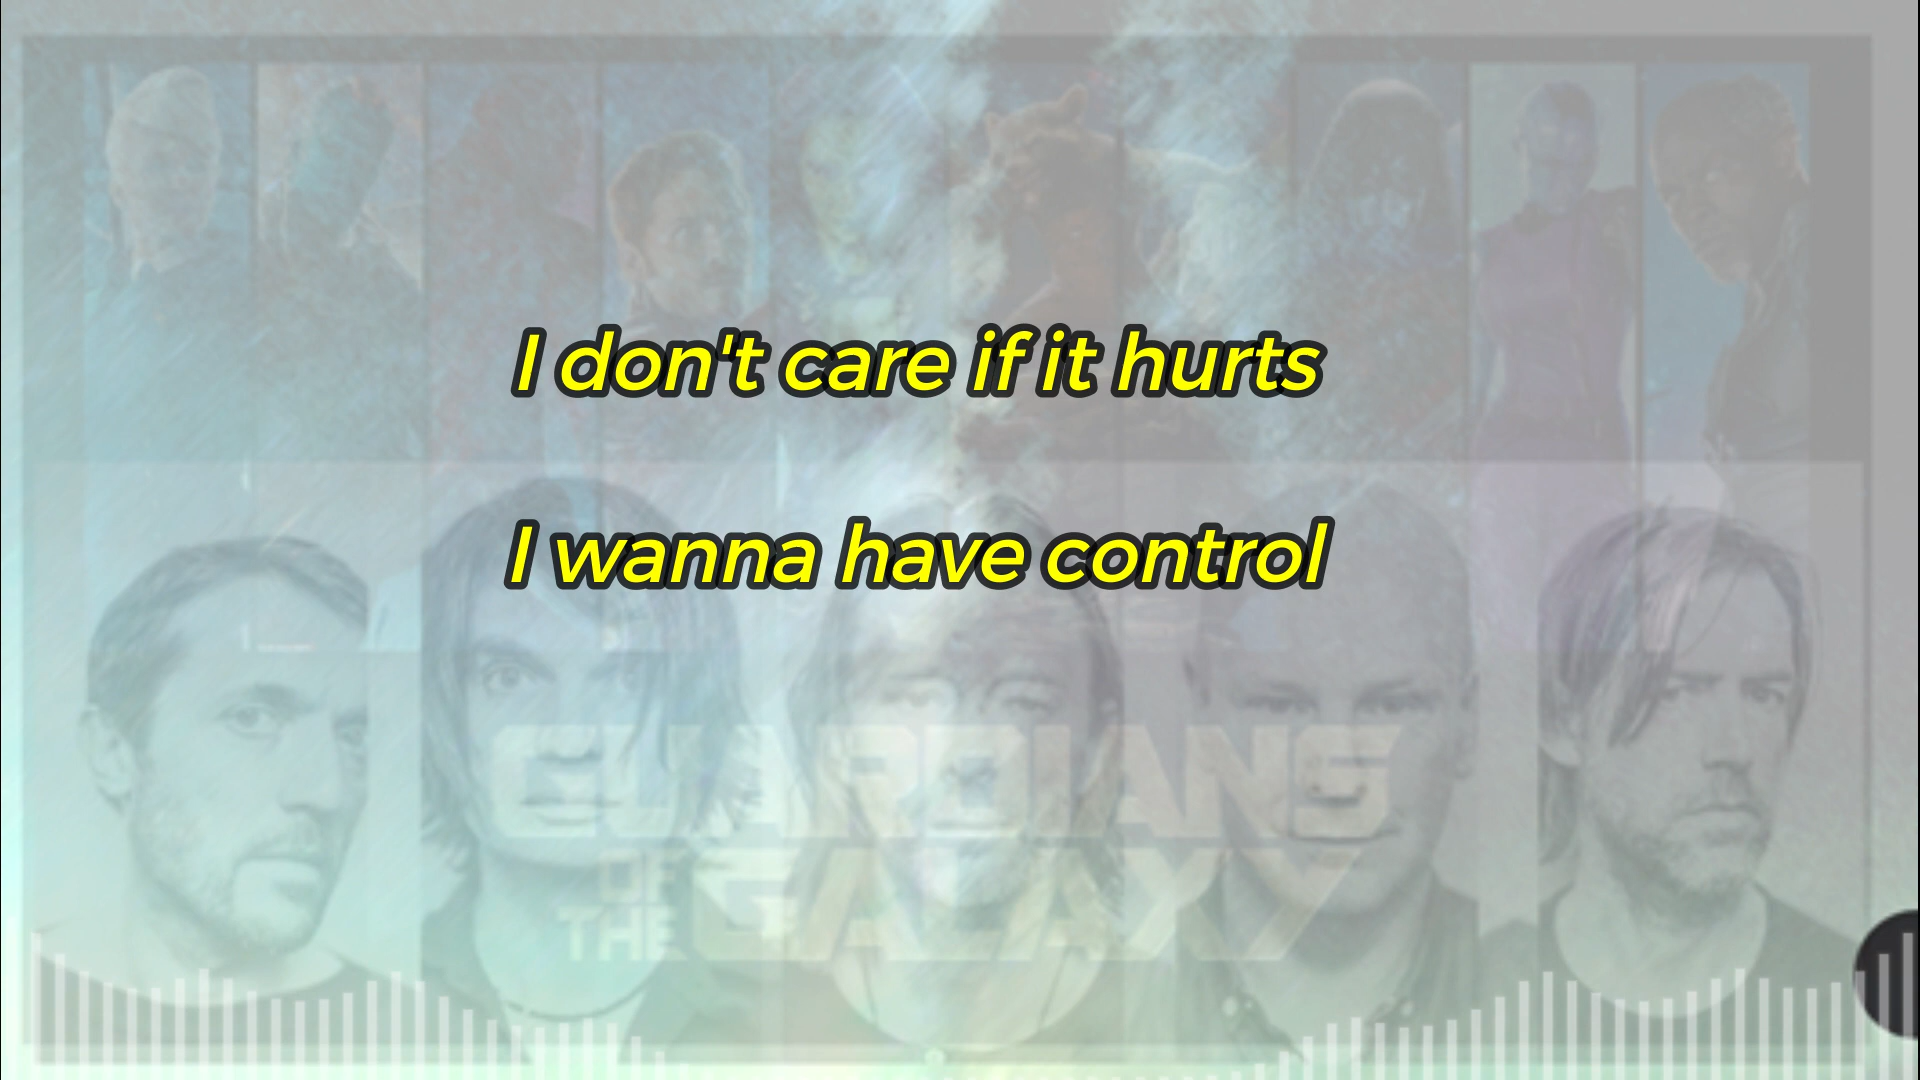 I don't care if it hurts
I wanna have control
GUARDIANS
OF
THE GALAXY